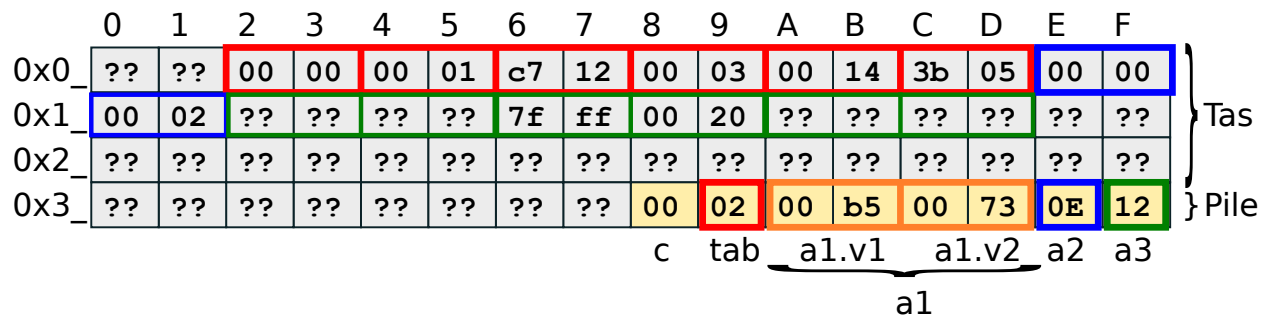 0 1 2 3 4 5 6 7 8 9 A B C D E F
0x0_ ?? ?? 00 00 00 01 c7 12 00 03 00 14 3b 05 00 00
0x1_ 00 02 ?? ?? ?? ?? 7f ff 00 20 ?? ?? ?? ?? ?? ?? Tas
0x2_ ?? ?? ?? ?? ?? ?? ?? ?? ?? ?? ?? ?? ?? ?? ?? ??
0x3_ ?? ?? ?? ?? ?? ?? ?? ?? 00 02 00 b5 00 73 0E 12 Pile
c tab a1.v1 a1.v2 a2 a3
a1